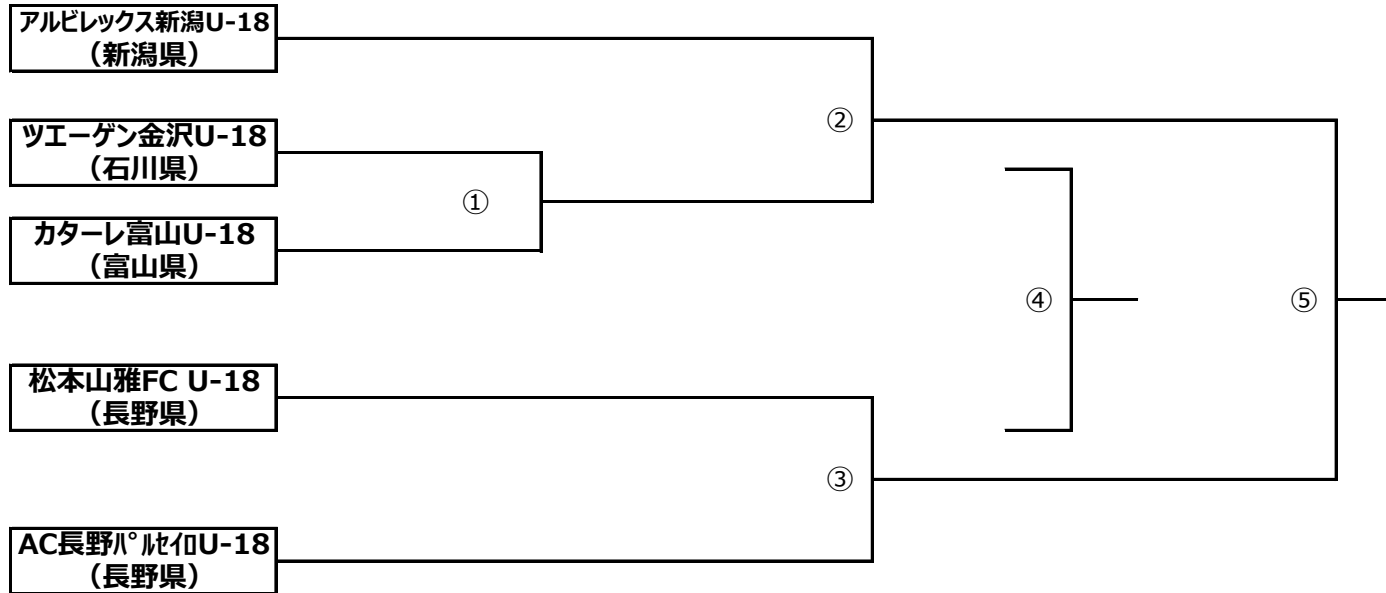 アルビレックス新潟U-18
（新潟県）
②
ツエーゲン金沢U-18
（石川県）
①
カターレ富山U-18
（富山県）
④
⑤
松本山雅FC U-18
（長野県）
③
AC長野ﾊﾟﾙｾｲﾛU-18
（長野県）